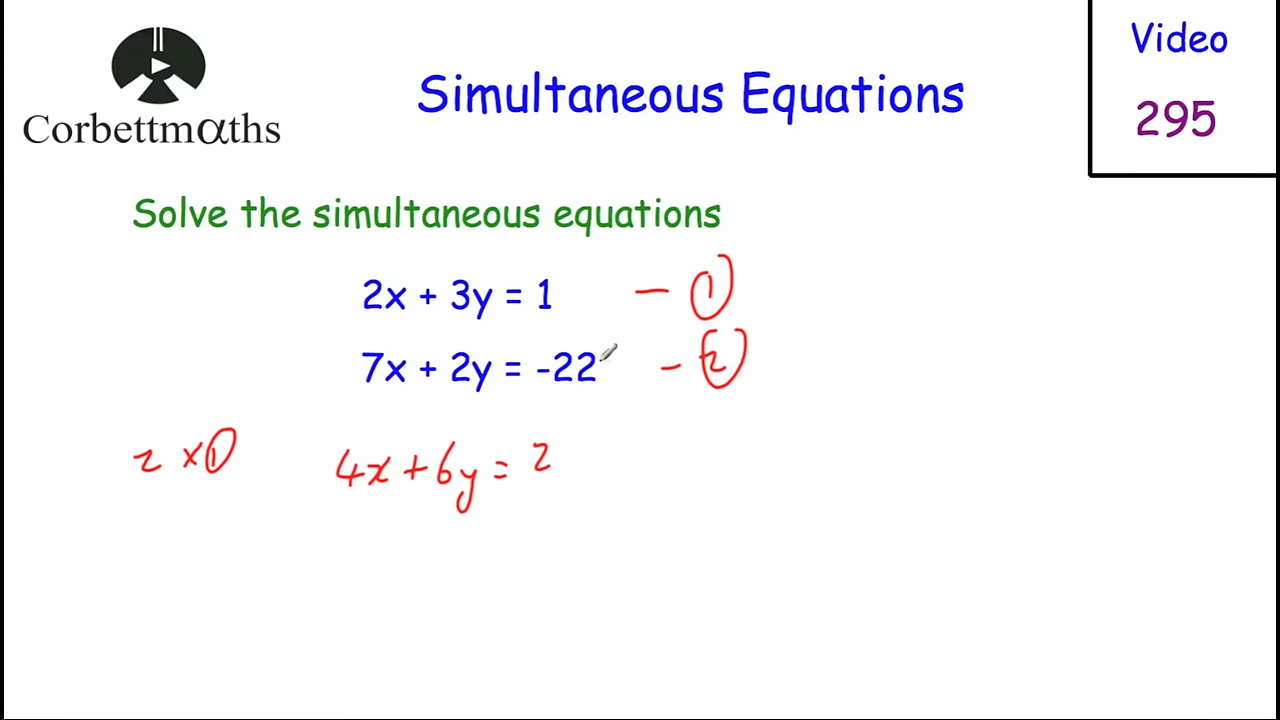 Video
295
Corbettmαths
Simultaneous Equations
Solve the simultaneous equations
2x + 3y = 1 — ①
7x + 2y = -22 - ②
2 ×① 4x+6y = 2